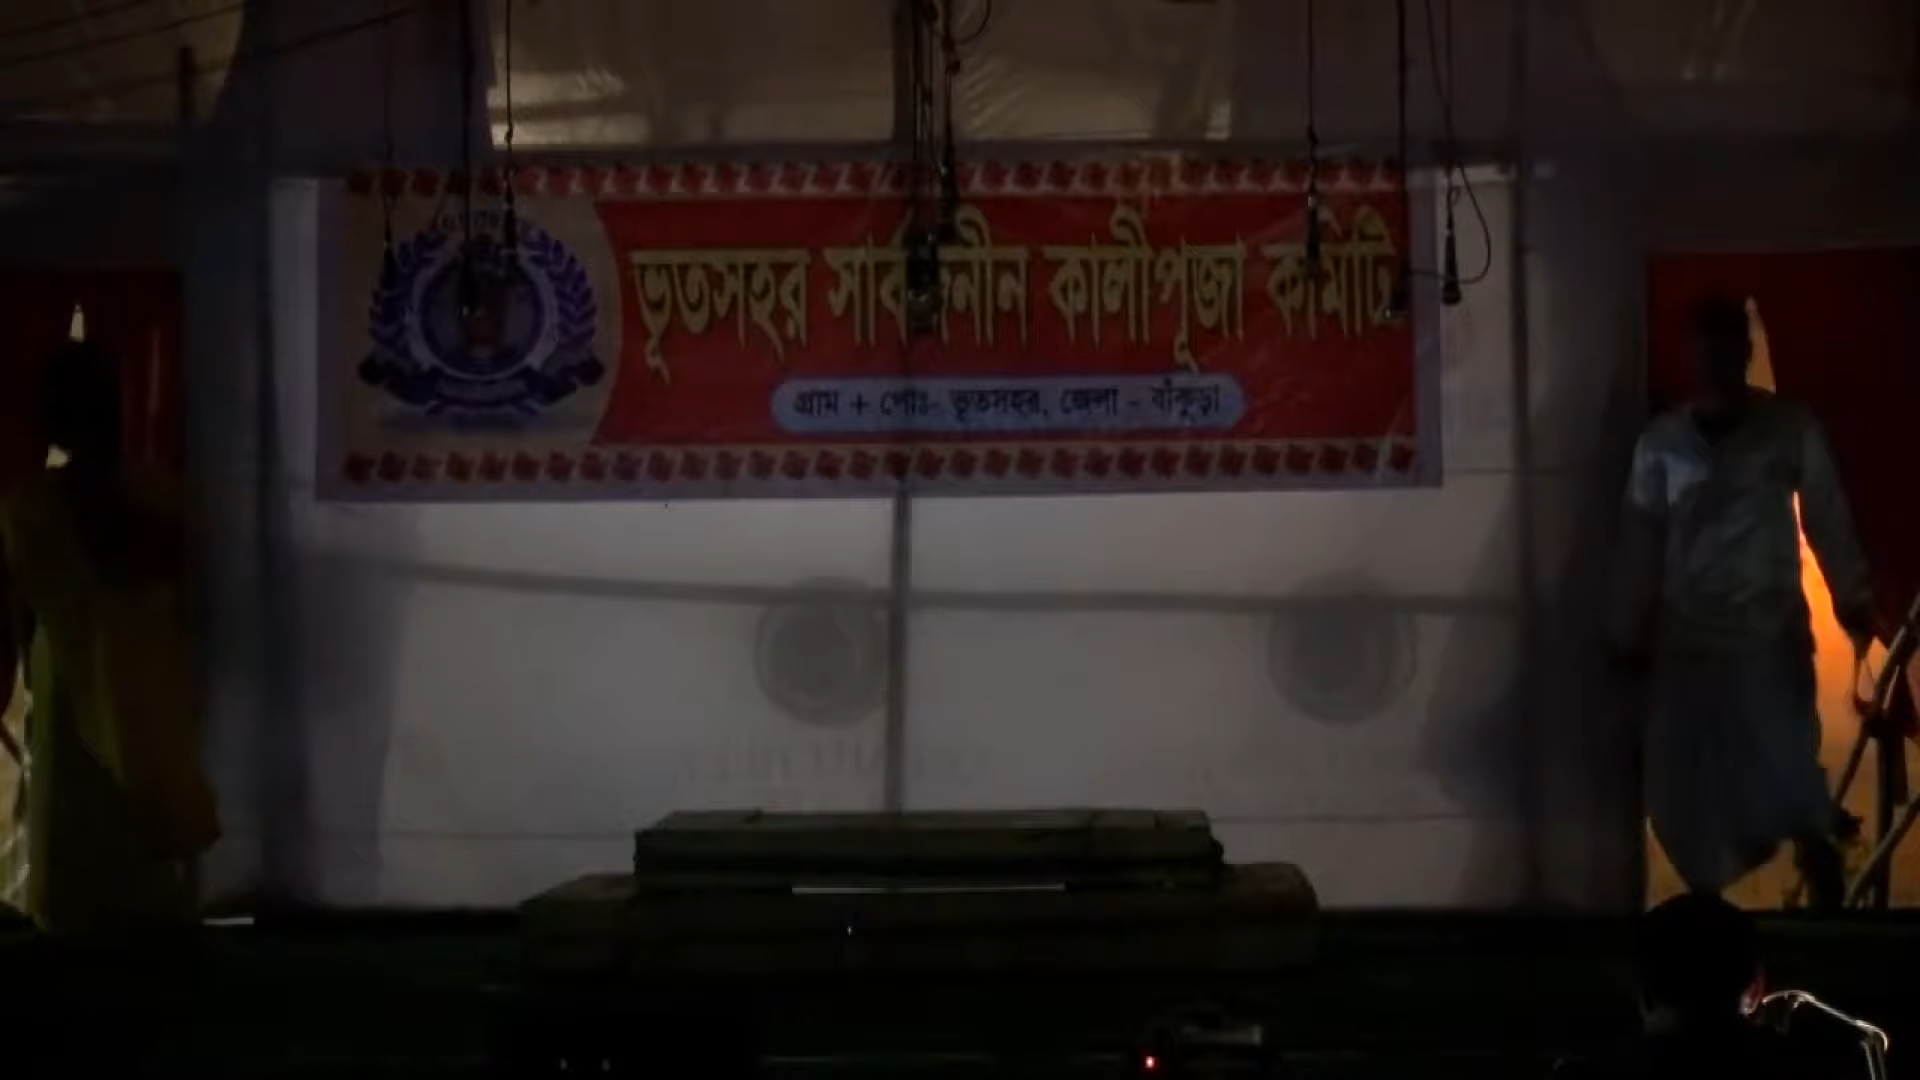 ভূতসহর সার্বজনীন কালীপূজা কমিটি
গ্রাম + পোঃ- ভূতসহর, জেলা - বাঁকুড়া